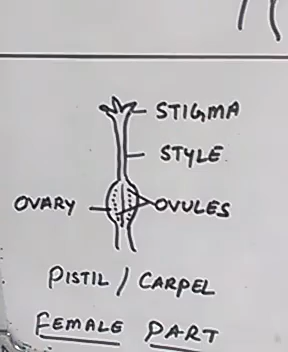 STIGMA
STYLE
OVARY OVULES
PISTIL / CARPEL
FEMALE PART